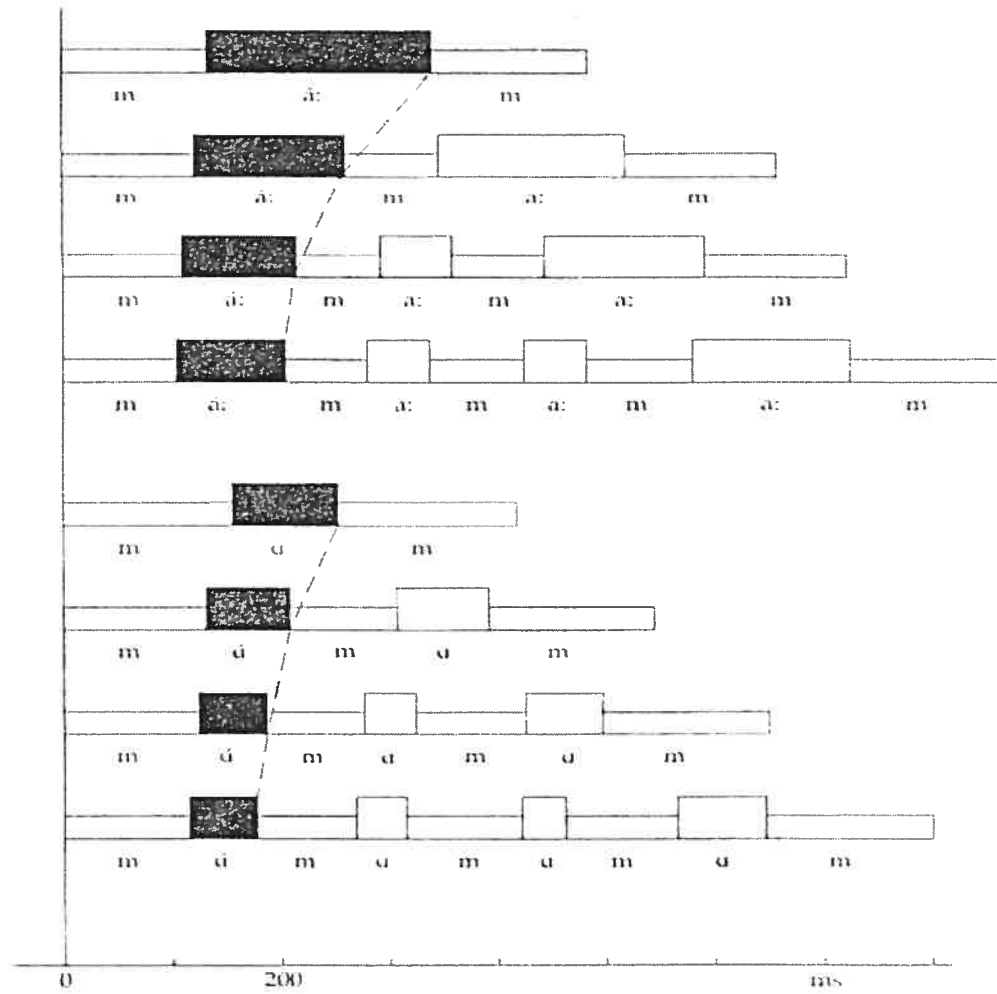 m á: m
m á: m a: m
m á: m a: m a: m
m á: m a: m a: m a: m
m ɑ m
m ɑ́ m ɑ m
m ɑ́ m ɑ m ɑ m
m ɑ́ m ɑ m ɑ m ɑ m
0 200 ms